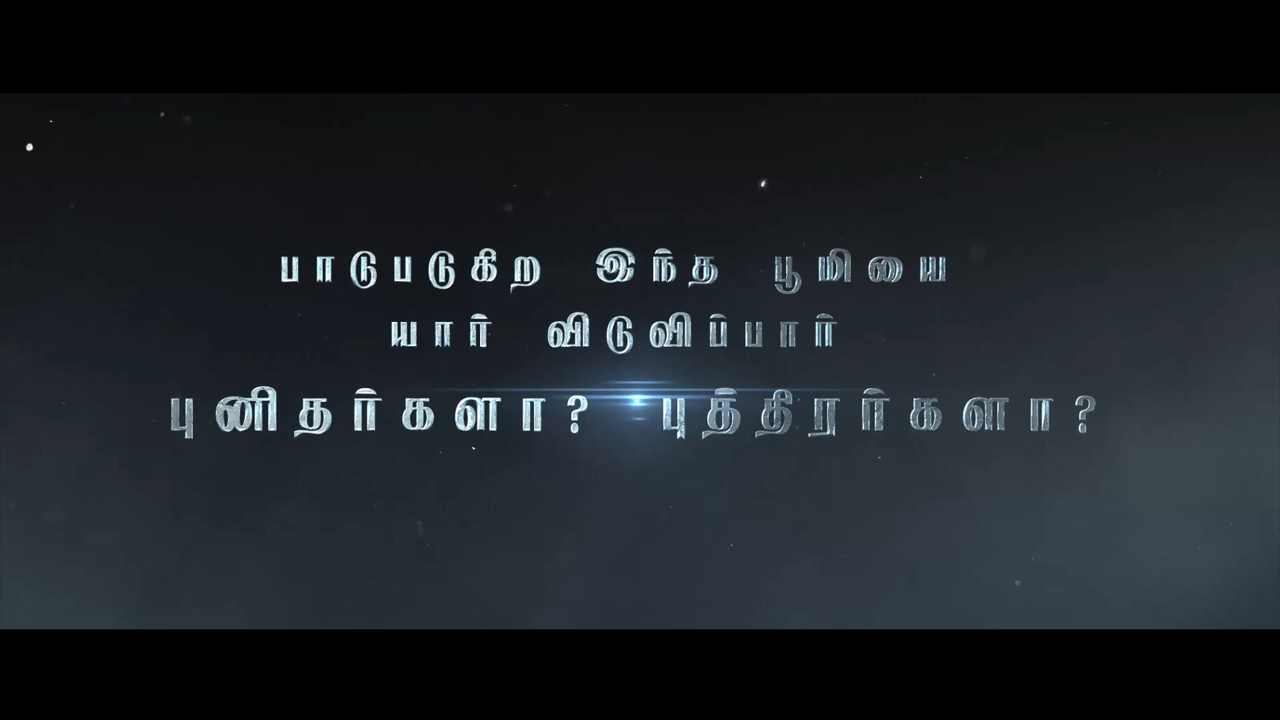 பாடுபடுகிற இந்த பூமியை
யார் விடுவிப்பார்
புனிதர்களா? புத்திரர்களா?